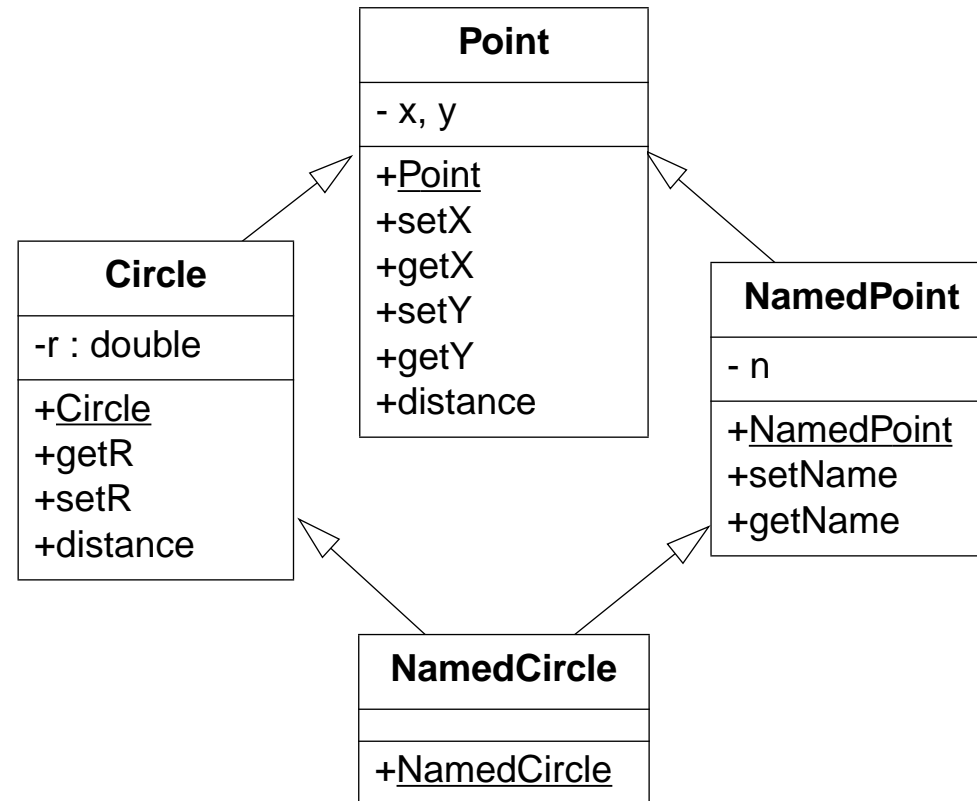 Point
- x, y
+Point
+setX
+getX
+setY
+getY
+distance
Circle
-r : double
+Circle
+getR
+setR
+distance
NamedPoint
- n
+NamedPoint
+setName
+getName
NamedCircle
+NamedCircle